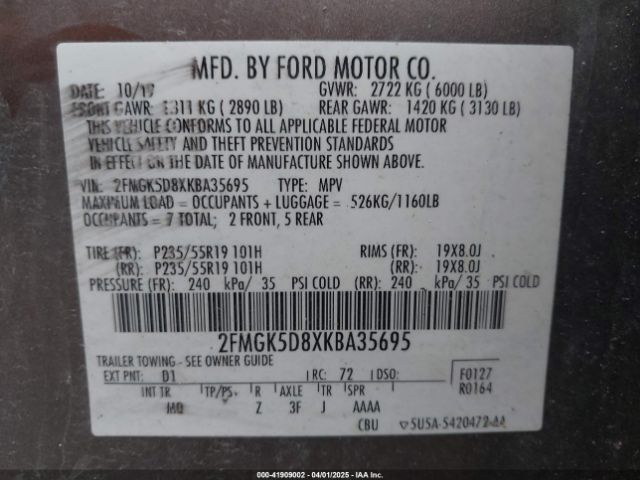 MFD. BY FORD MOTOR CO.
DATE: 10/19 GVWR: 2722 KG ( 6000 LB)
FRONT GAWR: 1311 KG ( 2890 LB) REAR GAWR: 1420 KG ( 3130 LB)
THIS VEHICLE CONFORMS TO ALL APPLICABLE FEDERAL MOTOR
VEHICLE SAFETY AND THEFT PREVENTION STANDARDS
IN EFFECT ON THE DATE OF MANUFACTURE SHOWN ABOVE.
VIN: 2FMGK5D8XKBA35695 TYPE: MPV
MAXIMUM LOAD = OCCUPANTS + LUGGAGE = 526KG/1160LB
OCCUPANTS = 7 TOTAL; 2 FRONT, 5 REAR
TIRE (FR): P235/55R19 101H RIMS (FR): 19X8.0J
(RR): P235/55R19 101H (RR): 19X8.0J
PRESSURE (FR): 240 kPa/ 35 PSI COLD (RR): 240 kPa/ 35 PSI COLD
2FMGK5D8XKBA35695
TRAILER TOWING - SEE OWNER GUIDE
EXT PNT: D1 RC: 72 DSO: F0127
R0164
INT TR TP/PS R AXLE TR SPR
MQ Z 3F J AAAA
CBU 5U5A-5420472-AA
000-41909002 - 04/01/2025 - IAAI.com